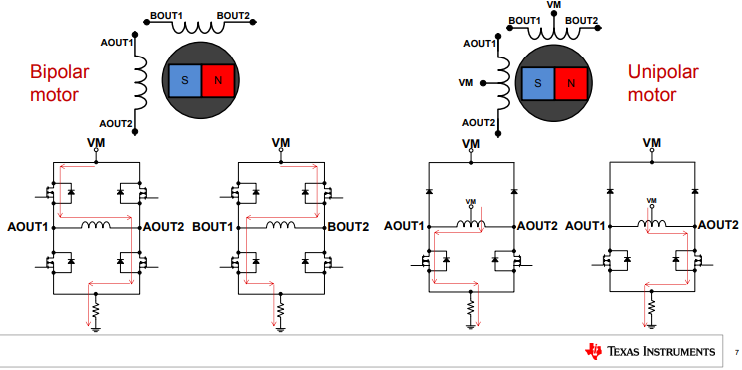 BOUT1 BOUT2
AOUT1
Bipolar
motor
S N
AOUT2
VM
BOUT1 BOUT2
AOUT1
VM
S N
Unipolar
motor
AOUT2
VM
AOUT1 AOUT2
VM
BOUT1 BOUT2
VM
VM
AOUT1 AOUT2
VM
VM
AOUT1 AOUT2
TEXAS INSTRUMENTS
7